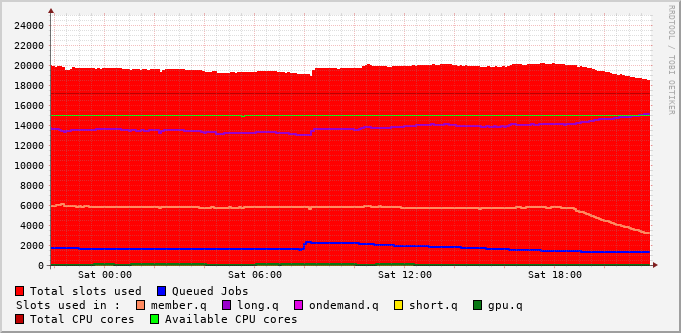 RRDTOOL / TOBI OETIKER
24000
22000
20000
18000
16000
14000
12000
10000
8000
6000
4000
2000
0
Sat 00:00 Sat 06:00 Sat 12:00 Sat 18:00
Total slots used Queued Jobs
Slots used in : member.q long.q ondemand.q short.q gpu.q
Total CPU cores Available CPU cores